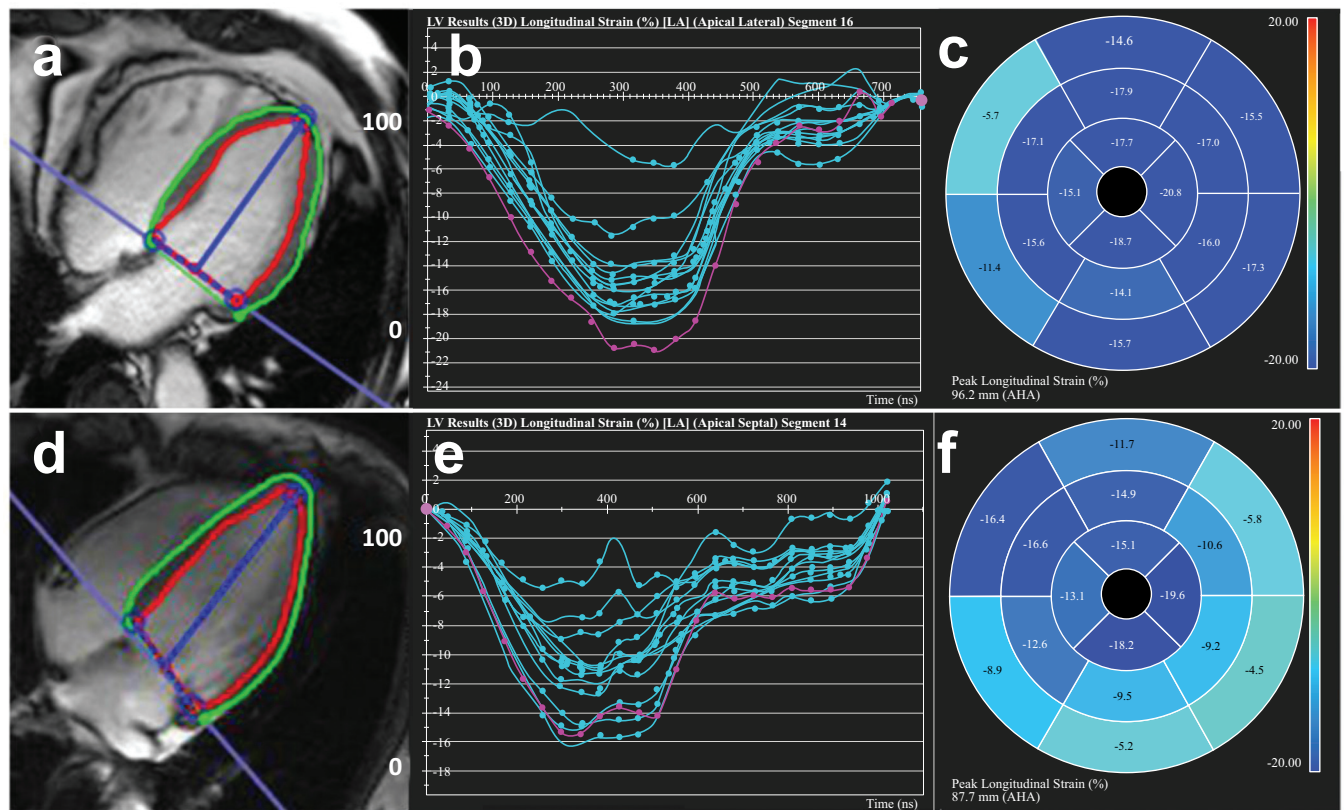 a
100
0
LV Results (3D) Longitudinal Strain (%) [LA] (Apical Lateral) Segment 16
b
4
2
0
-2
-4
-6
-8
-10
-12
-14
-16
-18
-20
-22
-24
0 100 200 300 400 500 600 700
Time (ns)
c
-14.6
-5.7 -17.9 -15.5
-17.1 -17.7 -17.0
-15.1 -20.8
-11.4 -15.6 -18.7 -16.0 -17.3
-14.1
-15.7
20.00
-20.00
Peak Longitudinal Strain (%)
96.2 mm (AHA)
d
100
0
LV Results (3D) Longitudinal Strain (%) [LA] (Apical Septal) Segment 14
e
2
0
-2
-4
-6
-8
-10
-12
-14
-16
-18
0 200 400 600 800 1000
Time (ns)
f
-11.7
-16.4 -14.9 -5.8
-16.6 -15.1 -10.6
-13.1 -19.6
-8.9 -12.6 -18.2 -9.2 -4.5
-9.5
-5.2
20.00
-20.00
Peak Longitudinal Strain (%)
87.7 mm (AHA)